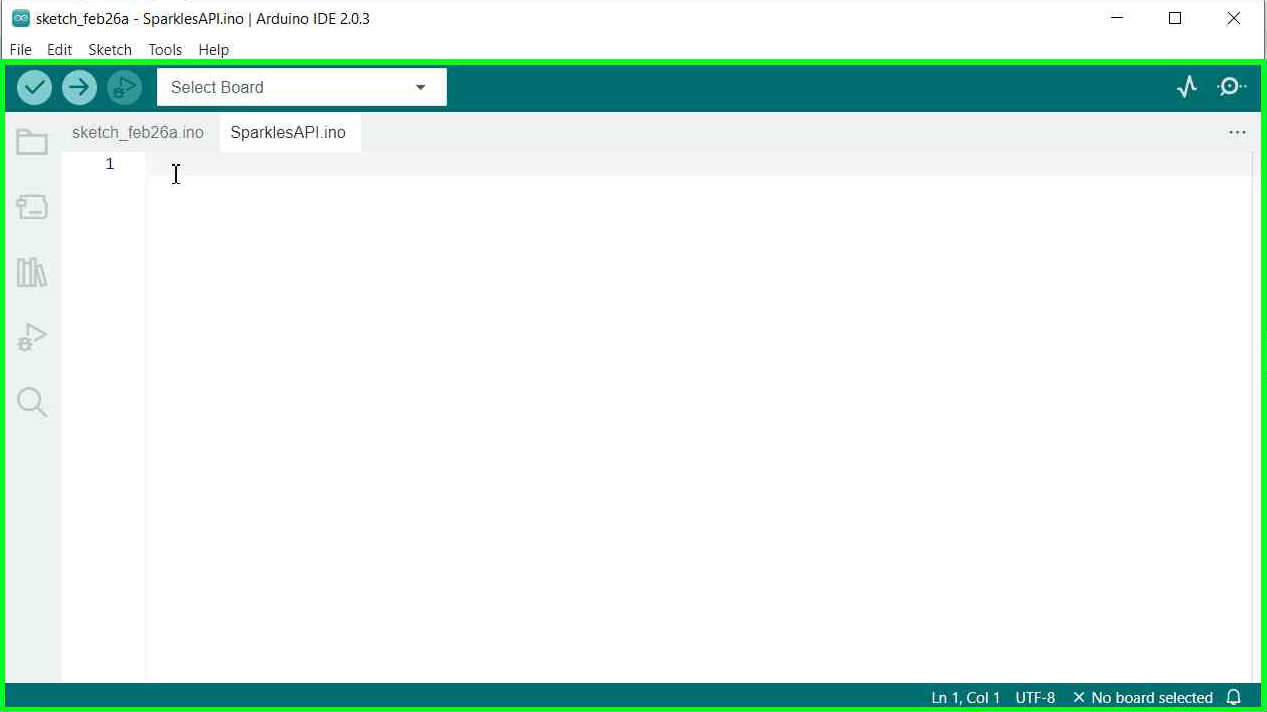 sketch_feb26a - SparklesAPI.ino | Arduino IDE 2.0.3
File Edit Sketch Tools Help
Select Board
sketch_feb26a.ino SparklesAPI.ino
1
Ln 1, Col 1 UTF-8 No board selected